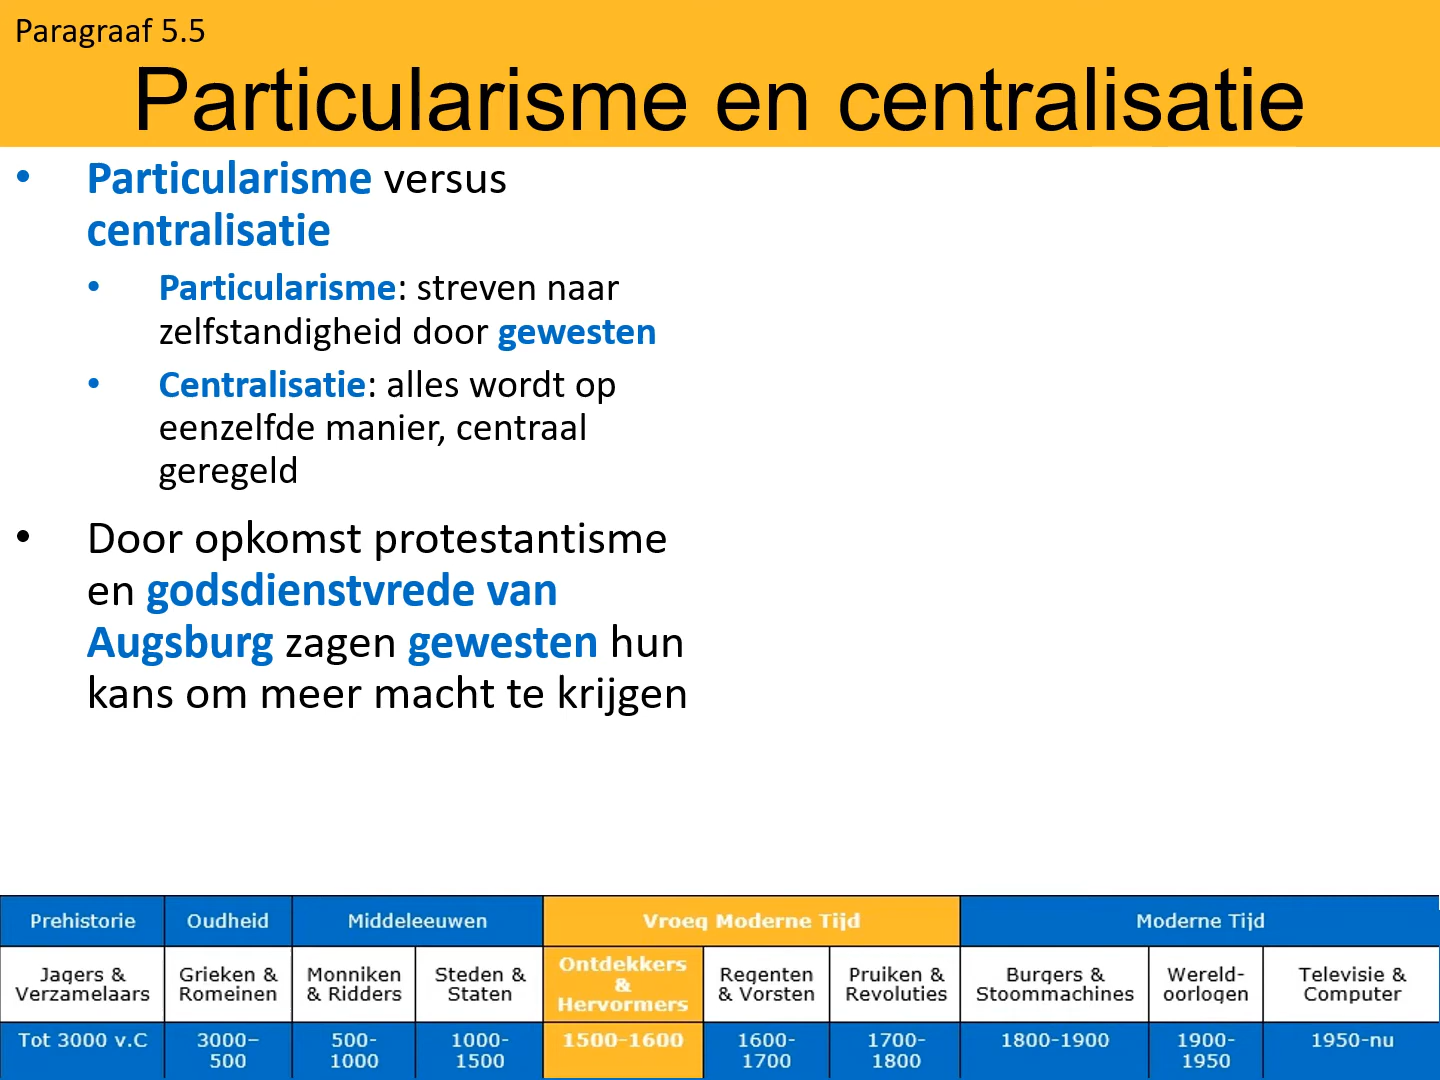 Paragraaf 5.5
Particularisme en centralisatie
• Particularisme versus
centralisatie
• Particularisme: streven naar
zelfstandigheid door gewesten
• Centralisatie: alles wordt op
eenzelfde manier, centraal
geregeld
• Door opkomst protestantisme
en godsdienstvrede van
Augsburg zagen gewesten hun
kans om meer macht te krijgen
Prehistorie Oudheid Middeleeuwen Vroeg Moderne Tijd Moderne Tijd
Jagers &
Verzamelaars
Grieken &
Romeinen
Monniken
& Ridders
Steden &
Staten
Ontdekkers
&
Hervormers
Regenten
& Vorsten
Pruiken &
Revoluties
Burgers &
Stoommachines
Wereld-
oorlogen
Televisie &
Computer
Tot 3000 v.C
3000–
500
500-
1000
1000-
1500
1500-1600
1600-
1700
1700-
1800
1800-1900
1900-
1950
1950-nu